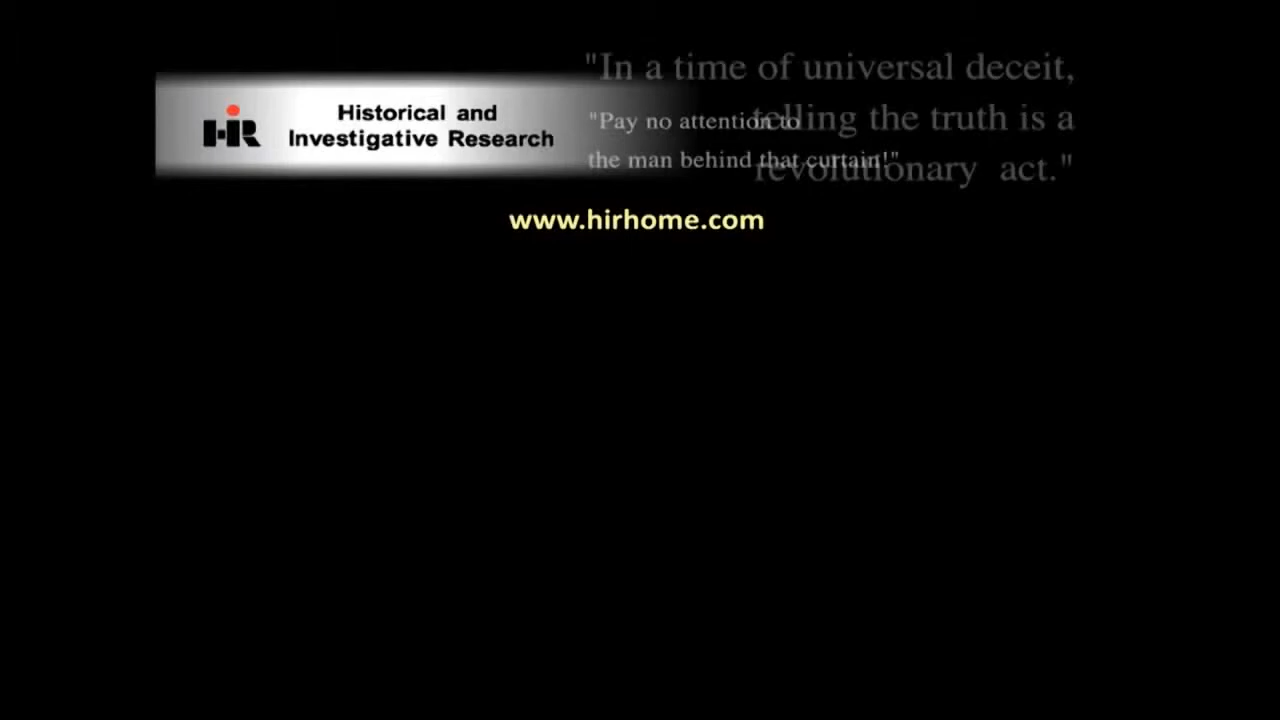 HIR
Historical and
Investigative Research
"In a time of universal deceit,
telling the truth is a
revolutionary act."
"Pay no attention to
the man behind that curtain!"
www.hirhome.com